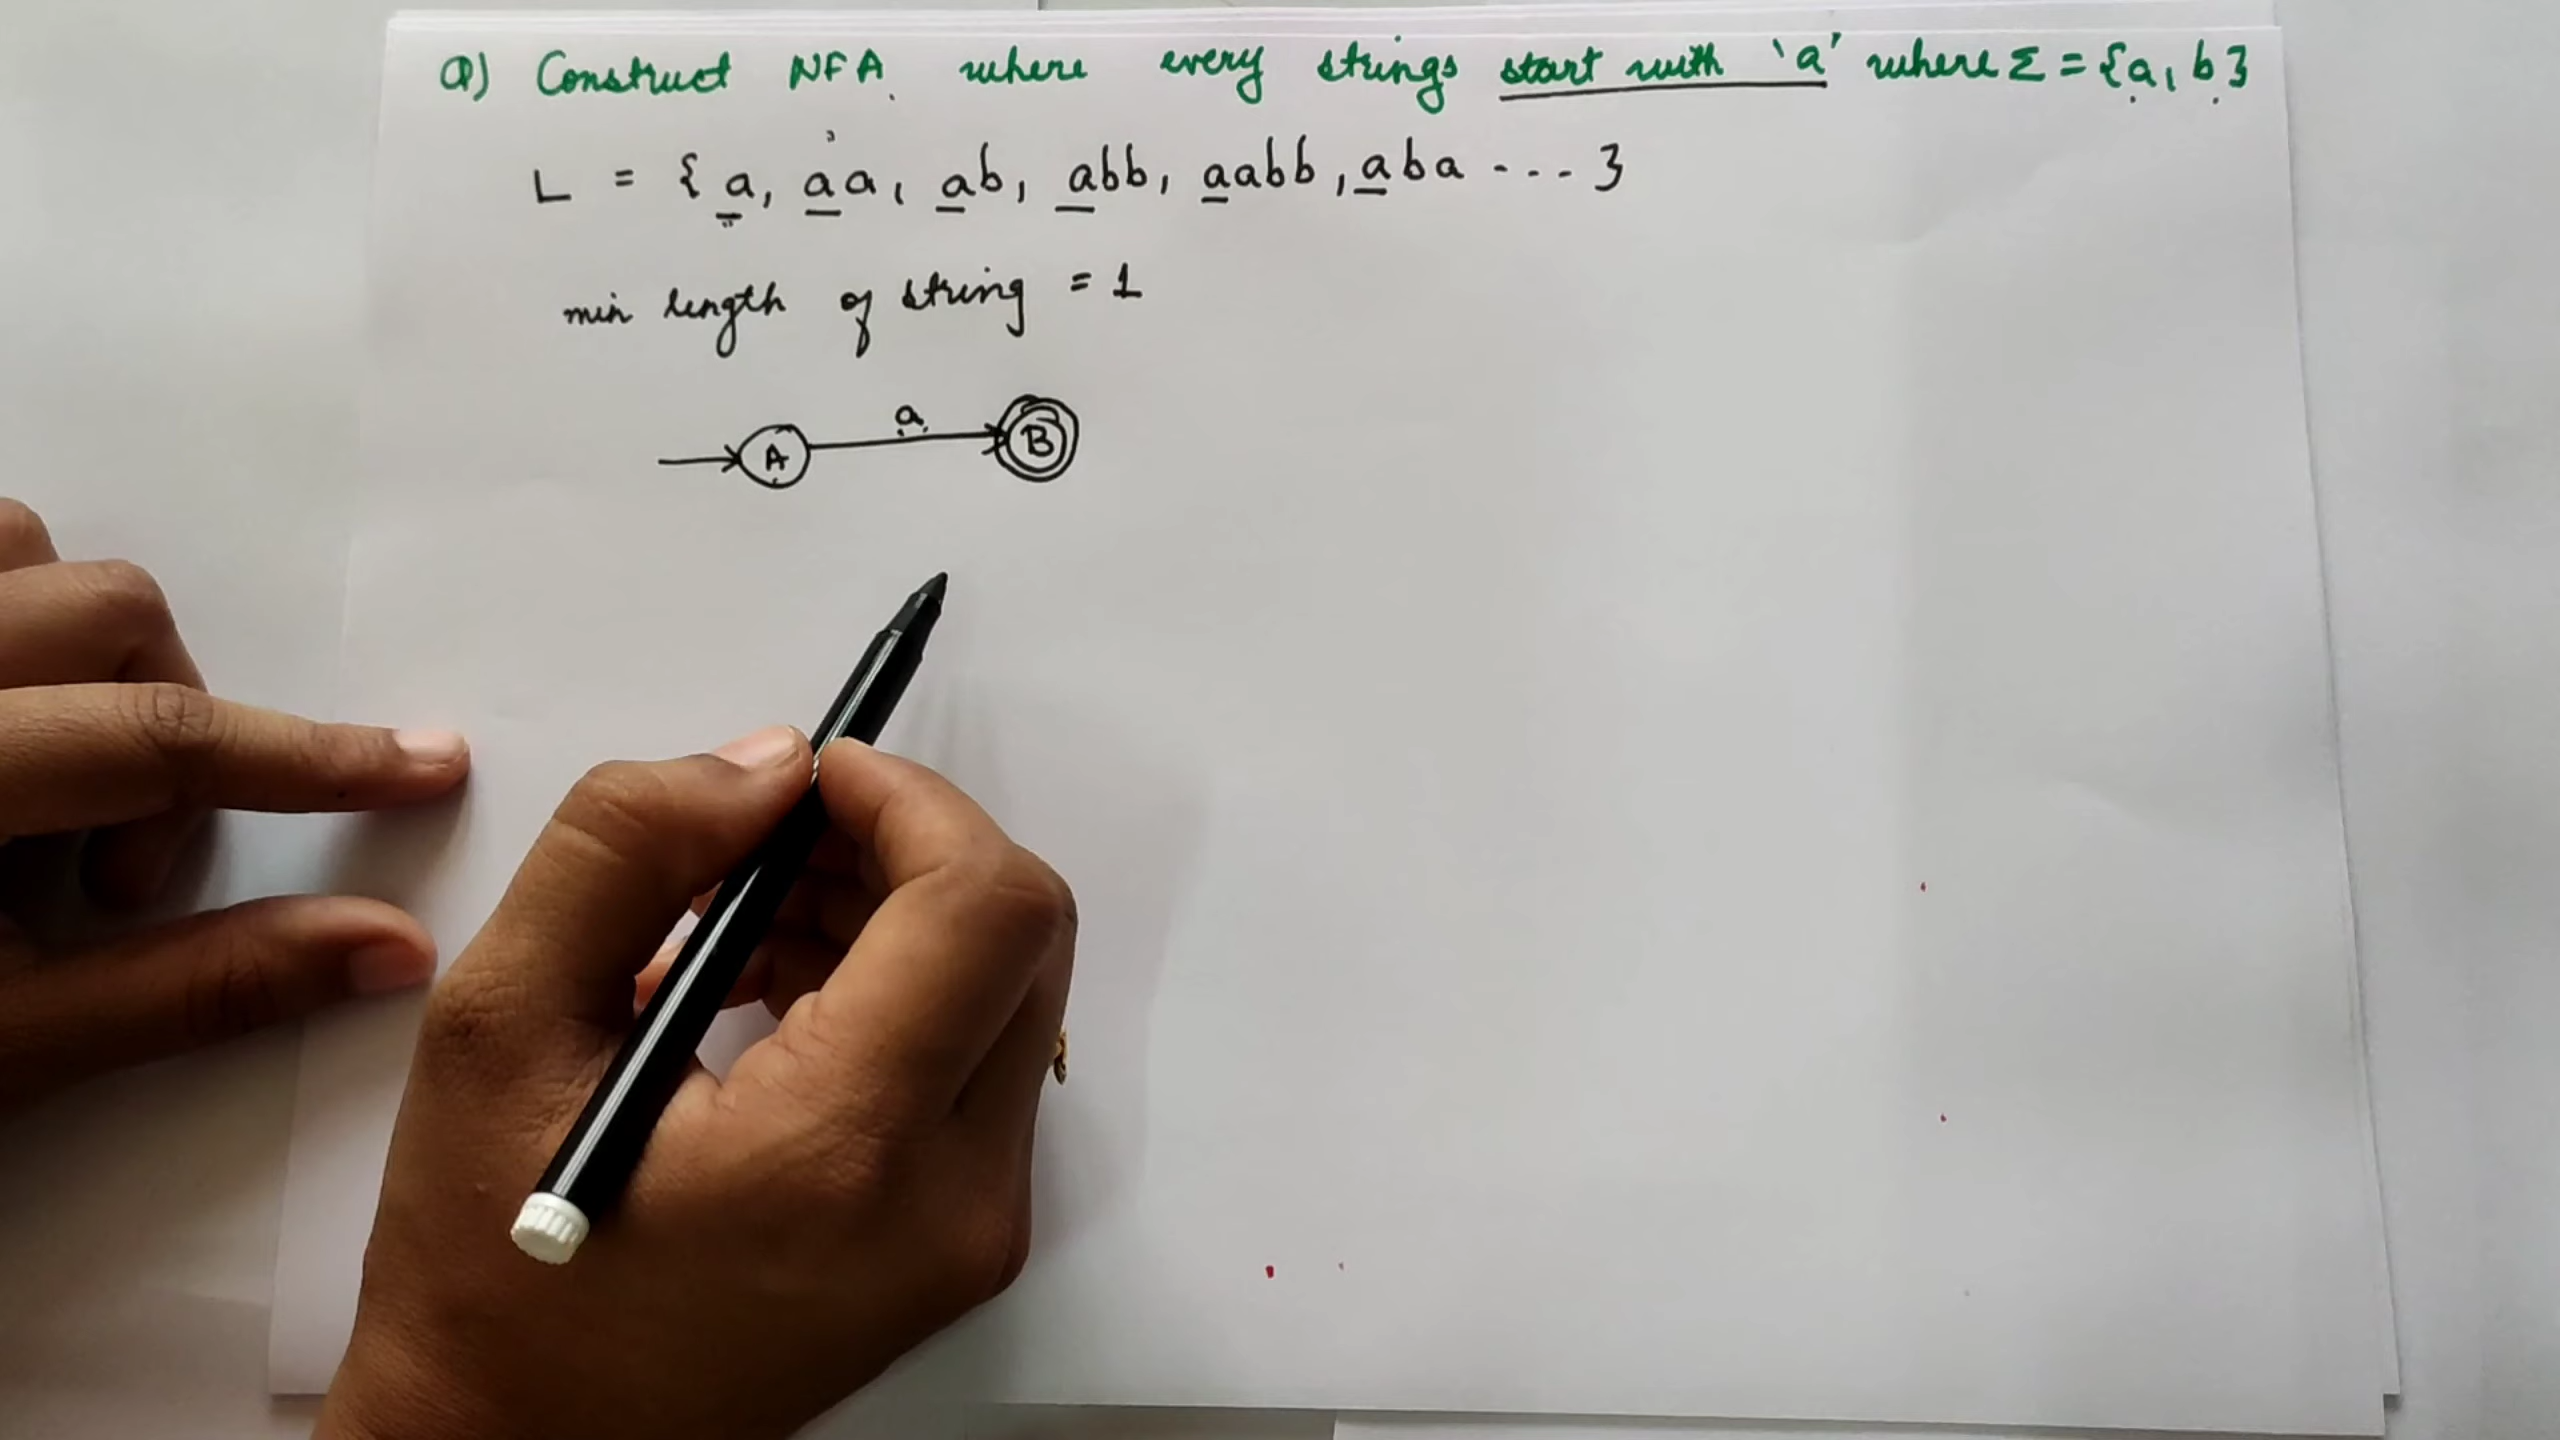 Q) Construct NFA where every strings start with 'a' where Σ = {a, b}
L = { a, aa, ab, abb, aabb, aba ---- }
min length of string = 1
a
A B